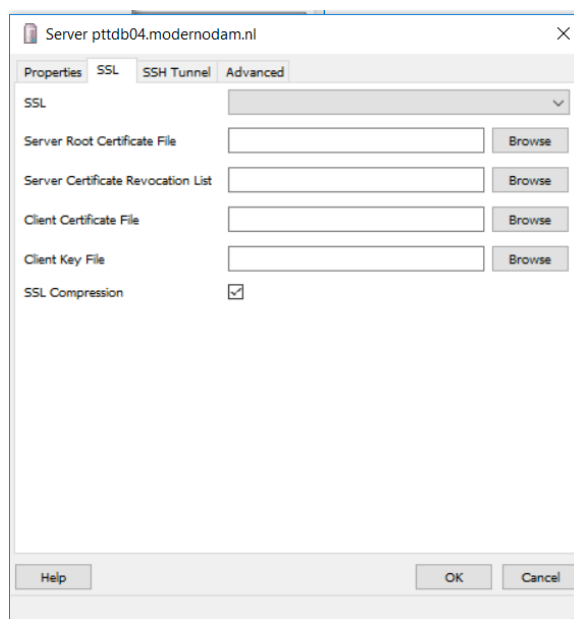 Server pttdb04.modernodam.nl
Properties SSL SSH Tunnel Advanced
SSL
Server Root Certificate File Browse
Server Certificate Revocation List Browse
Client Certificate File Browse
Client Key File Browse
SSL Compression
Help OK Cancel